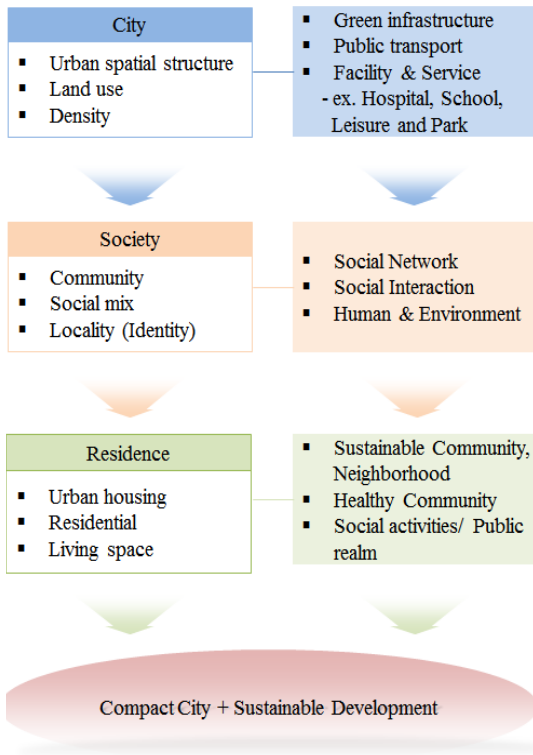 City
▪ Urban spatial structure
▪ Land use
▪ Density
▪ Green infrastructure
▪ Public transport
▪ Facility & Service
- ex. Hospital, School,
Leisure and Park
Society
▪ Community
▪ Social mix
▪ Locality (Identity)
▪ Social Network
▪ Social Interaction
▪ Human & Environment
Residence
▪ Urban housing
▪ Residential
▪ Living space
▪ Sustainable Community,
Neighborhood
▪ Healthy Community
▪ Social activities/ Public
realm
Compact City + Sustainable Development